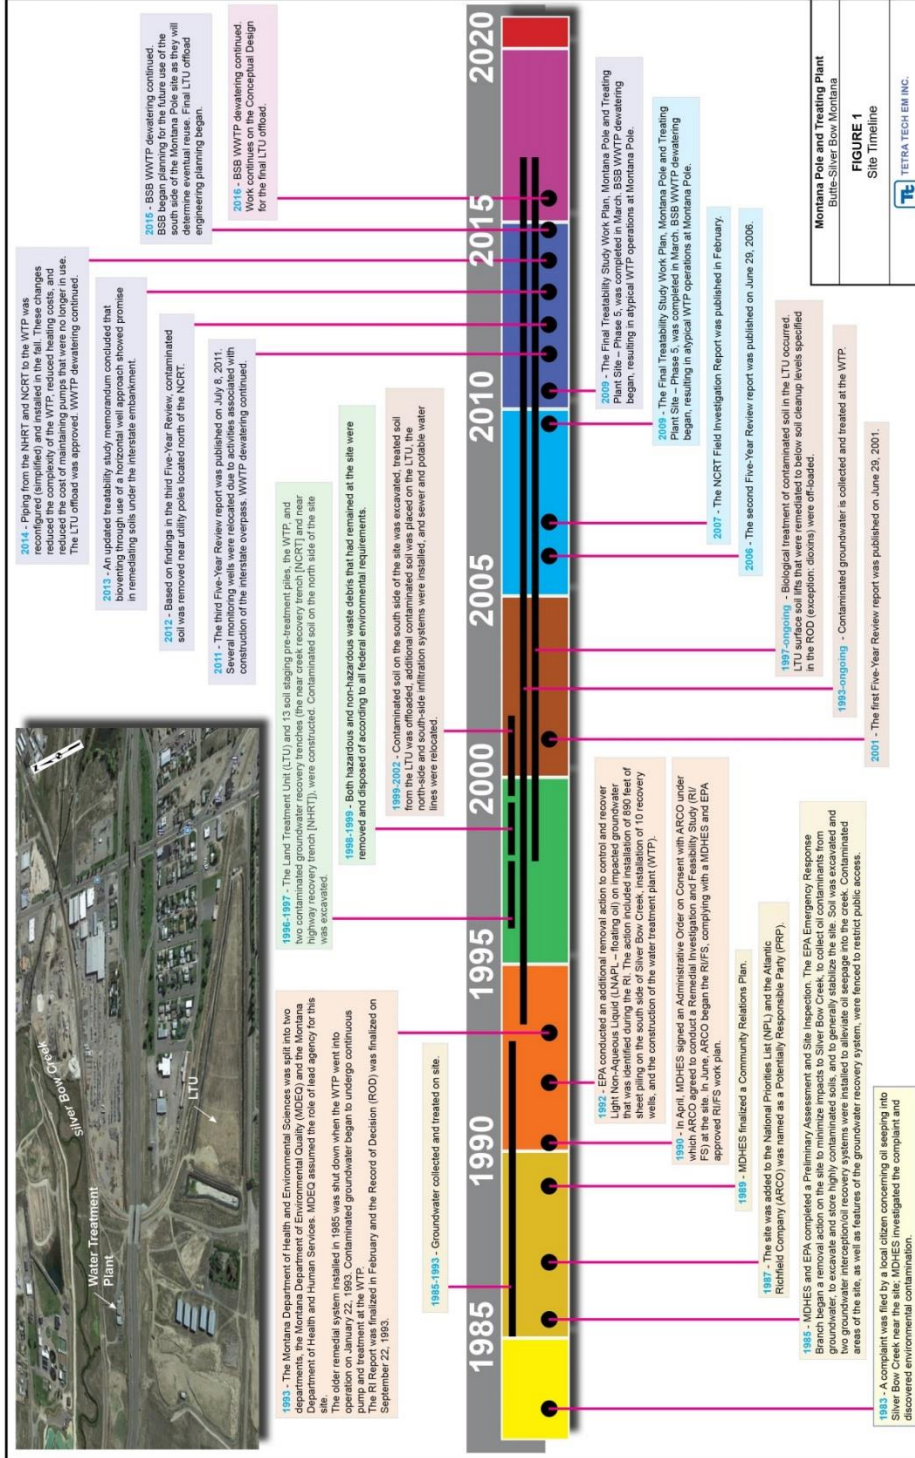 Silver Bow Creek
Water Treatment
Plant
LTU
1993 - The Montana Department of Health and Environmental Sciences was split into two
departments, the Montana Department of Environmental Quality (MDEQ) and the Montana
Department of Health and Human Services. MDEQ assumed the role of lead agency for this
site.
The older remedial system installed in 1985 was shut down when the WTP went into
operation on January 22, 1993. Contaminated groundwater began to undergo continuous
pump and treatment at the WTP.
The RI Report was finalized in February and the Record of Decision (ROD) was finalized on
September 22, 1993.
1985-1993 - Groundwater collected and treated on site.
1996-1997 - The Land Treatment Unit (LTU) and 13 soil staging pre-treatment piles, the WTP, and
two contaminated groundwater recovery trenches (the near creek recovery trench [NCRT] and near
highway recovery trench [NHRT]), were constructed. Contaminated soil on the north side of the site
was excavated.
1998-1999 - Both hazardous and non-hazardous waste debris that had remained at the site were
removed and disposed of according to all federal environmental requirements.
1999-2002 - Contaminated soil on the south side of the site was excavated, treated soil
from the LTU was offloaded, additional contaminated soil was placed on the LTU, the
north-side and south-side infiltration systems were installed, and sewer and potable water
lines were relocated.
2014 - Piping from the NHRT and NCRT to the WTP was
reconfigured (simplified) and installed in the fall. These changes
reduced the complexity of the WTP, reduced heating costs, and
reduced the cost of maintaining pumps that were no longer in use.
The LTU offload was approved. WWTP dewatering continued.
2013 - An updated treatability study memorandum concluded that
bioventing through use of a horizontal well approach showed promise
in remediating soils under the interstate embankment.
2012 - Based on findings in the third Five-Year Review, contaminated
soil was removed near utility poles located north of the NCRT.
2011 - The third Five-Year Review report was published on July 8, 2011.
Several monitoring wells were relocated due to activities associated with
construction of the interstate overpass. WWTP dewatering continued.
2015 - BSB WWTP dewatering continued.
BSB began planning for the future use of the
south side of the Montana Pole site as they will
determine eventual reuse. Final LTU offload
engineering planning began.
2016 - BSB WWTP dewatering continued.
Work continues on the Conceptual Design
for the final LTU offload.
1985
1990
1995
2000
2005
2010
2015
2020
1983 - A complaint was filed by a local citizen concerning oil seeping into
Silver Bow Creek near the site; MDHES investigated the complaint and
discovered environmental contamination.
1985 - MDHES and EPA completed a Preliminary Assessment and Site Inspection. The EPA Emergency Response
Branch began a removal action on the site to minimize impacts to Silver Bow Creek, to collect oil contaminants from
groundwater, to excavate and store highly contaminated soils, and to generally stabilize the site. Soil was excavated and
two groundwater interception/oil recovery systems were installed to alleviate oil seepage into the creek. Contaminated
areas of the site, as well as features of the groundwater recovery system, were fenced to restrict public access.
1987 - The site was added to the National Priorities List (NPL) and the Atlantic
Richfield Company (ARCO) was named as a Potentially Responsible Party (PRP).
1989 - MDHES finalized a Community Relations Plan.
1990 - In April, MDHES signed an Administrative Order on Consent with ARCO under
which ARCO agreed to conduct a Remedial Investigation and Feasibility Study (RI/
FS) at the site. In June, ARCO began the RI/FS, complying with a MDHES and EPA
approved RI/FS work plan.
1992 - EPA conducted an additional removal action to control and recover
Light Non-Aqueous Liquid (LNAPL – floating oil) on impacted groundwater
that was identified during the RI. The action included installation of 890 feet of
sheet piling on the south side of Silver Bow Creek, installation of 10 recovery
wells, and the construction of the water treatment plant (WTP).
2001 - The first Five-Year Review report was published on June 29, 2001.
1993-ongoing - Contaminated groundwater is collected and treated at the WTP.
1997-ongoing - Biological treatment of contaminated soil in the LTU occurred.
LTU surface soil lifts that were remediated to below soil cleanup levels specified
in the ROD (exception: dioxins) were off-loaded.
2006 - The second Five-Year Review report was published on June 29, 2006.
2007 - The NCRT Field Investigation Report was published in February.
2009 - The Final Treatability Study Work Plan, Montana Pole and Treating
Plant Site – Phase 5, was completed in March. BSB WWTP dewatering
began, resulting in atypical WTP operations at Montana Pole.
2009 - The Final Treatability Study Work Plan, Montana Pole and Treating
Plant Site – Phase 5, was completed in March. BSB WWTP dewatering
began, resulting in atypical WTP operations at Montana Pole.
Montana Pole and Treating Plant
Butte-Silver Bow Montana
FIGURE 1
Site Timeline
Tt TETRA TECH EM INC.